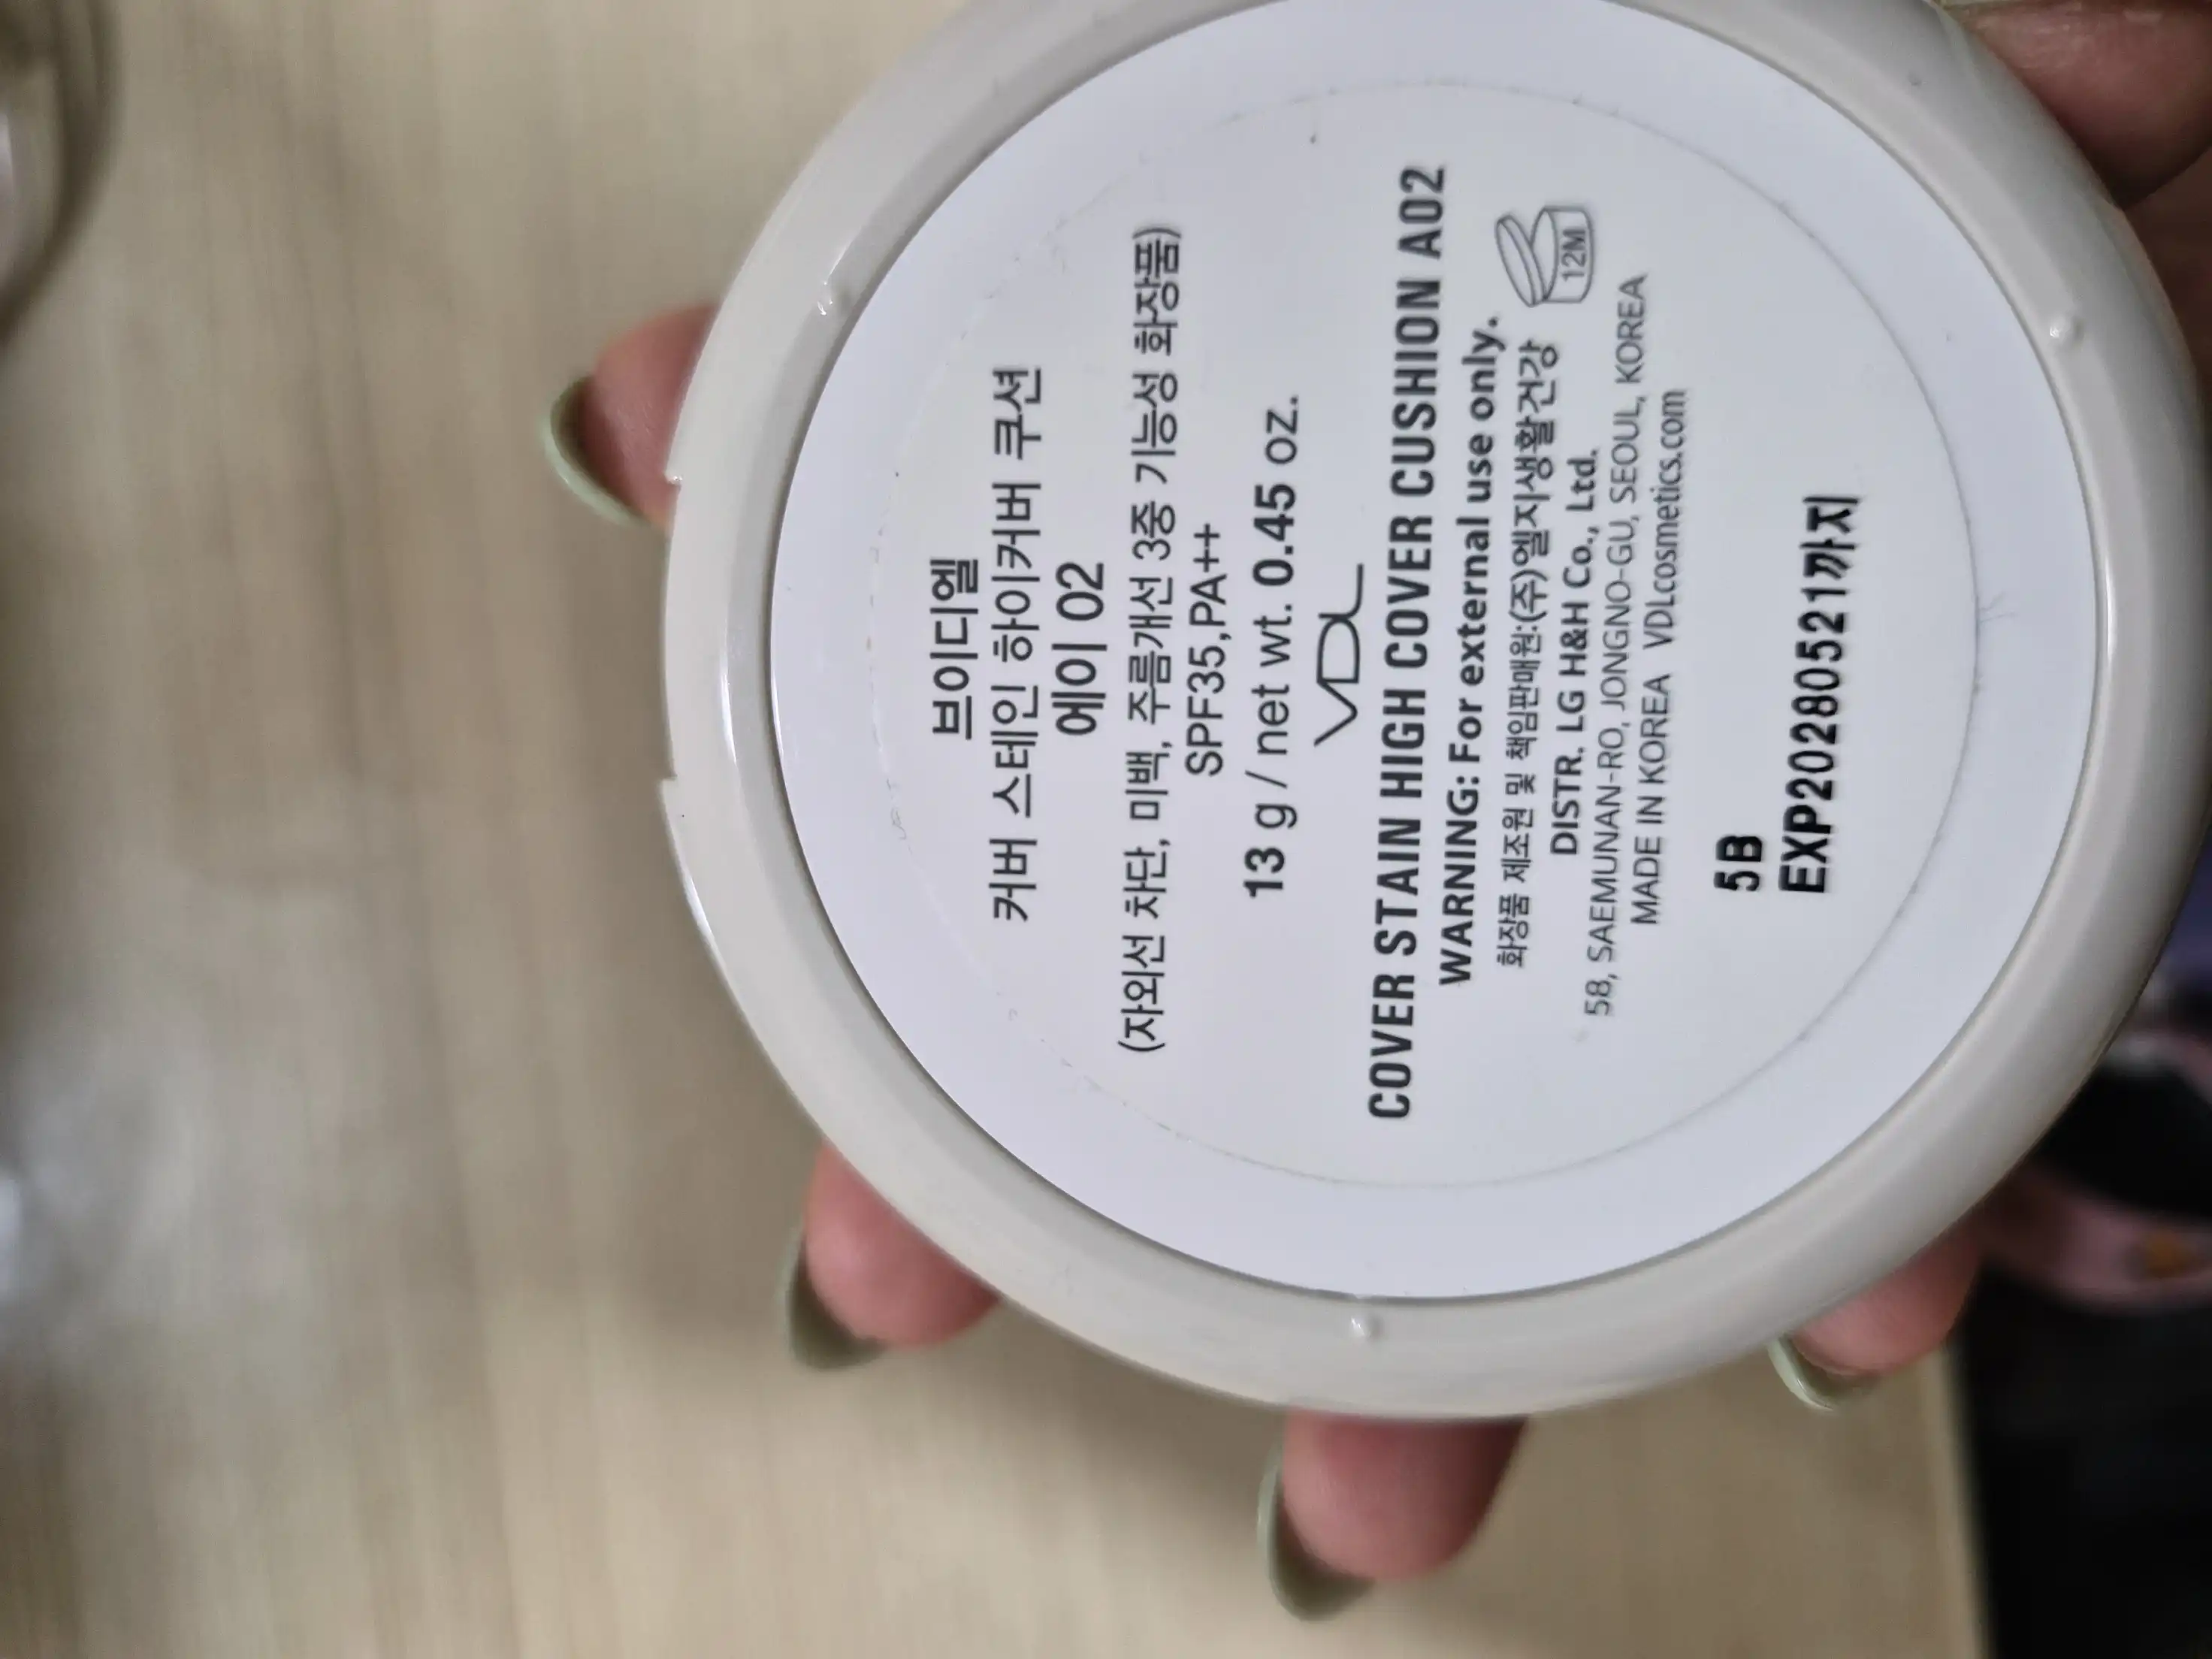 브이디엘
커버 스테인 하이커버 쿠션
에이 02
(자외선 차단, 미백, 주름개선 3중 기능성 화장품)
SPF35,PA++
13 g / net wt. 0.45 oz.
VDL
COVER STAIN HIGH COVER CUSHION A02
WARNING: For external use only.
화장품 제조원 및 책임판매원:(주)엘지생활건강
12M
DISTR. LG H&H Co., Ltd.
58, SAEMUNAN-RO, JONGNO-GU, SEOUL, KOREA
MADE IN KOREA VDLcosmetics.com
5B
EXP20280521까지